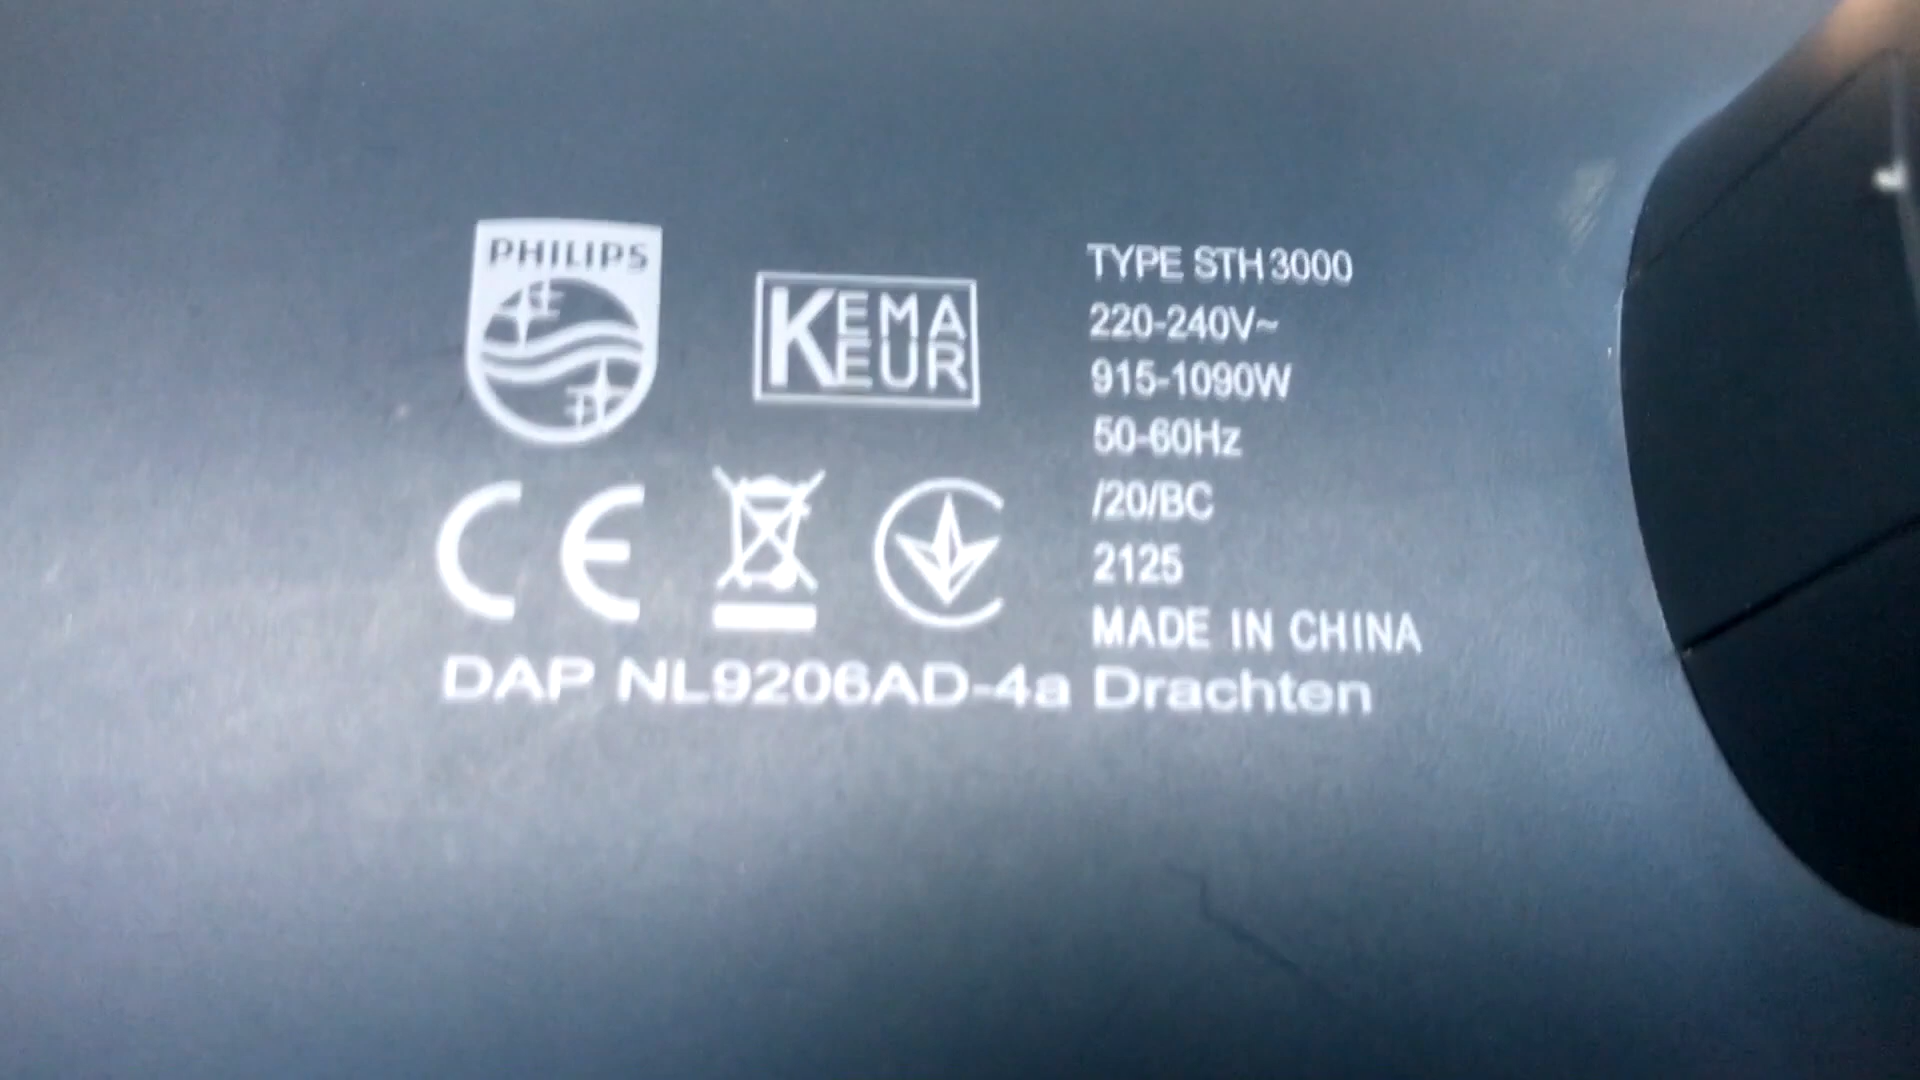 PHILIPS
KEMA
KEUR
TYPE STH3000
220-240V~
915-1090W
50-60Hz
/20/BC
2125
MADE IN CHINA
CE
DAP NL9206AD-4a Drachten